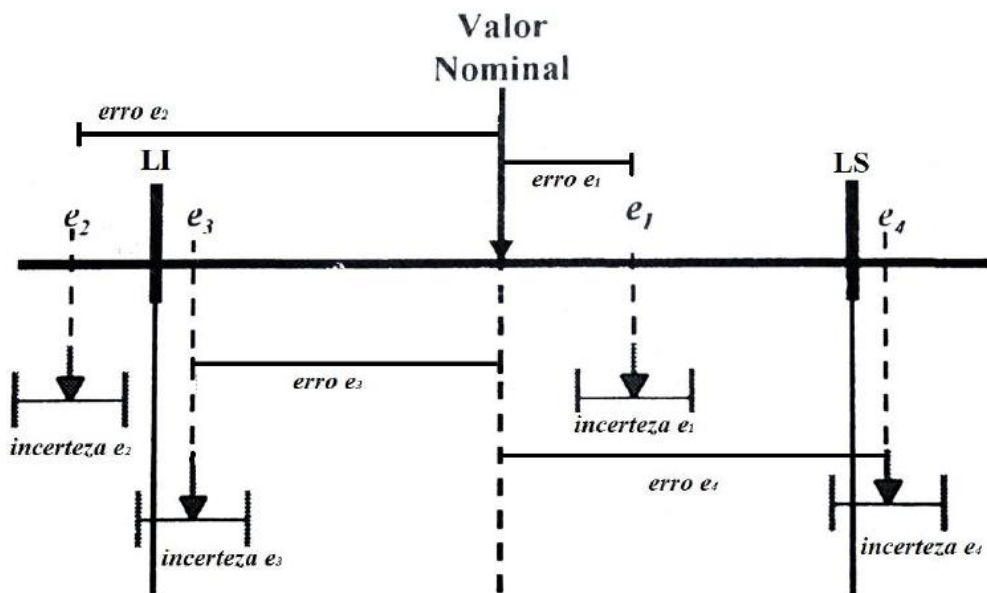 Valor
Nominal
erro e₂
LI
erro e₁
LS
e₂
e₃
e₁
e₄
erro e₃
incerteza e₂
incerteza e₁
erro e₄
incerteza e₃
incerteza e₄